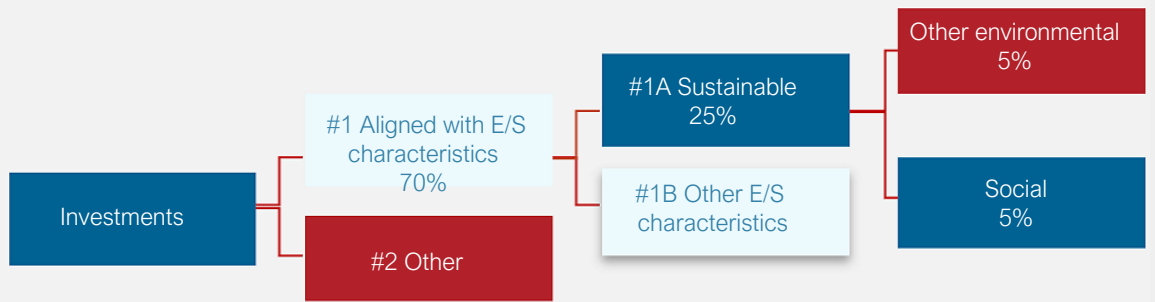 Investments
#1 Aligned with E/S
characteristics
70%
#2 Other
#1A Sustainable
25%
#1B Other E/S
characteristics
Other environmental
5%
Social
5%